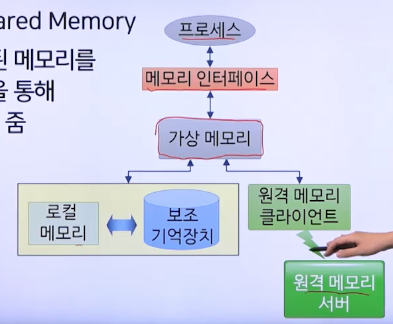 ared Memory
된 메모리를
을 통해
줌
프로세스
메모리 인터페이스
가상 메모리
로컬
메모리
보조
기억장치
원격 메모리
클라이언트
원격 메모리
서버